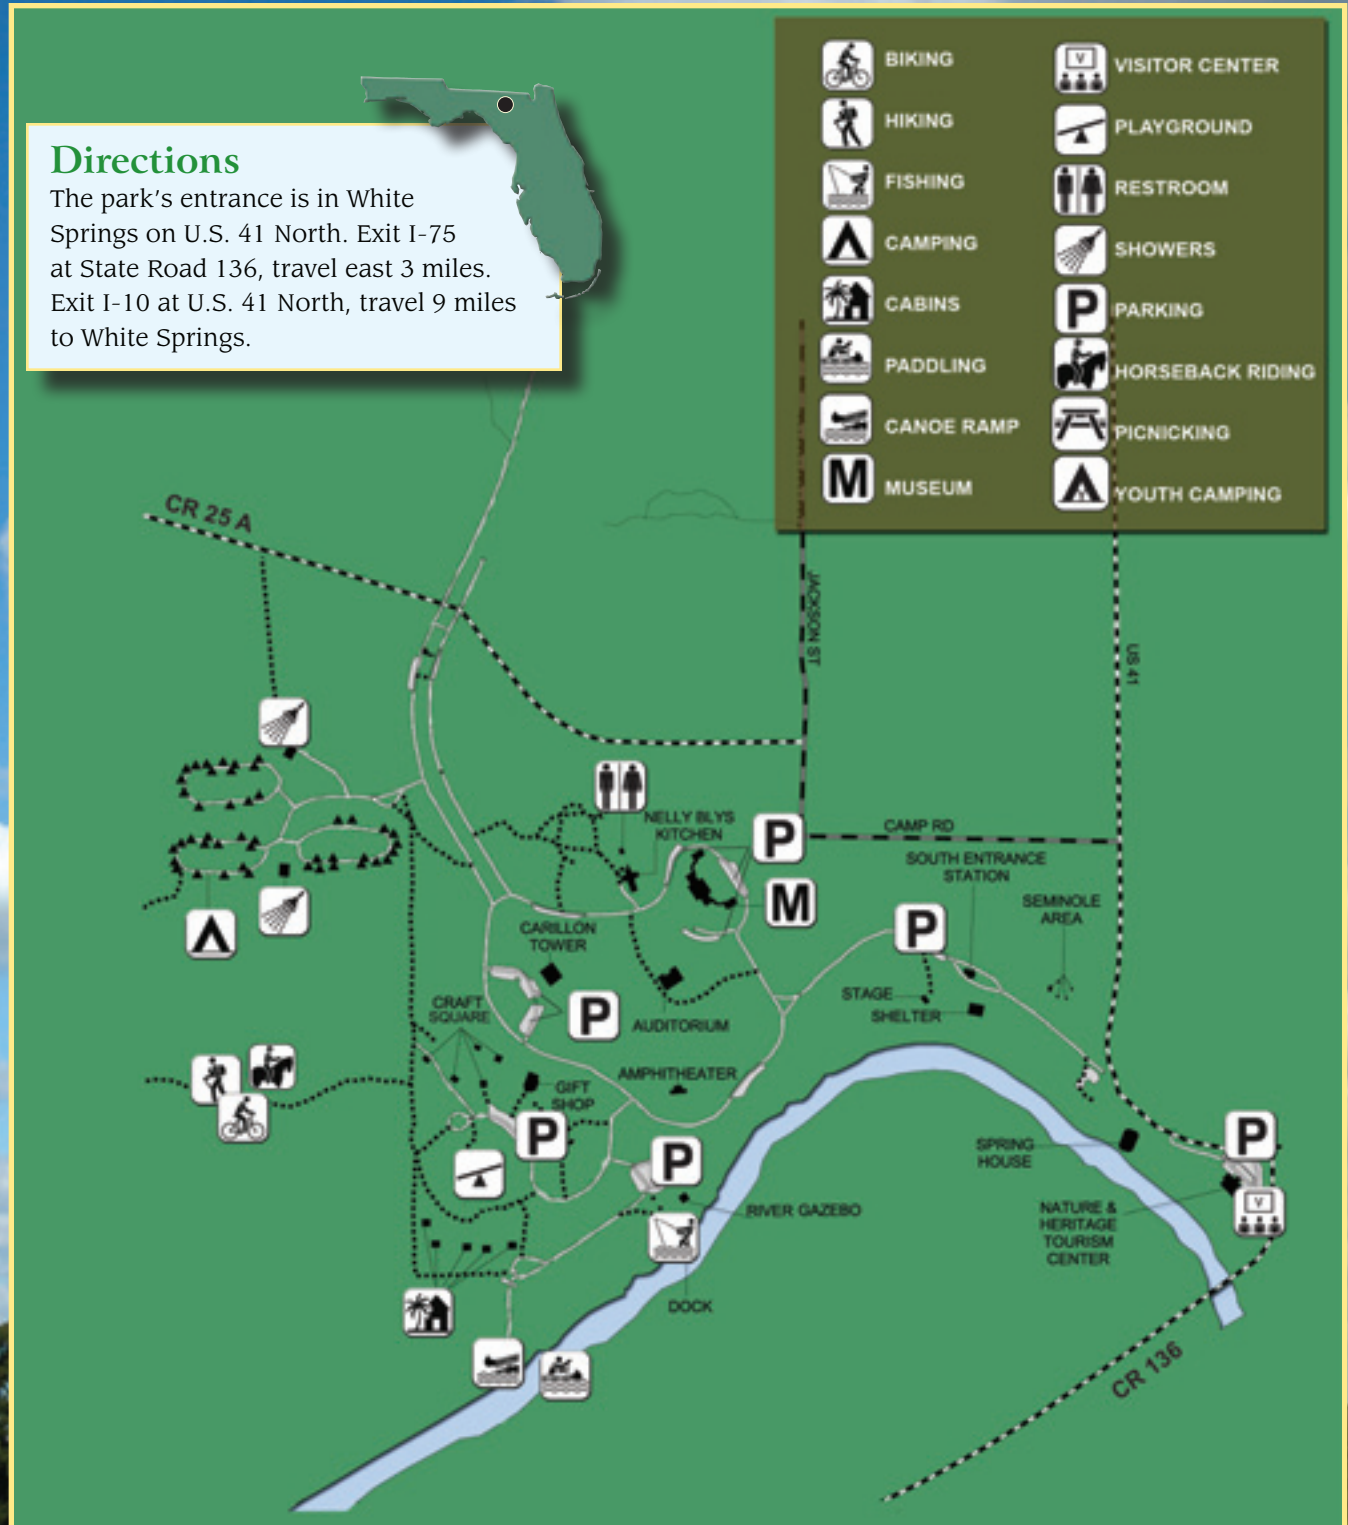 Directions
The park's entrance is in White
Springs on U.S. 41 North. Exit I-75
at State Road 136, travel east 3 miles.
Exit I-10 at U.S. 41 North, travel 9 miles
to White Springs.
BIKING
HIKING
FISHING
CAMPING
CABINS
PADDLING
CANOE RAMP
M MUSEUM
V VISITOR CENTER
PLAYGROUND
RESTROOM
SHOWERS
P PARKING
HORSEBACK RIDING
PICNICKING
YOUTH CAMPING
CR 25 A
JACKSON ST
US 41
NELLY BLYS
KITCHEN
P
CAMP RD
SOUTH ENTRANCE
STATION
M
SEMINOLE
AREA
P
CARILLON
TOWER
STAGE
SHELTER
CRAFT
SQUARE
P
AUDITORIUM
AMPHITHEATER
GIFT
SHOP
P
P
P
SPRING
HOUSE
V
RIVER GAZEBO
NATURE &
HERITAGE
TOURISM
CENTER
DOCK
CR 136